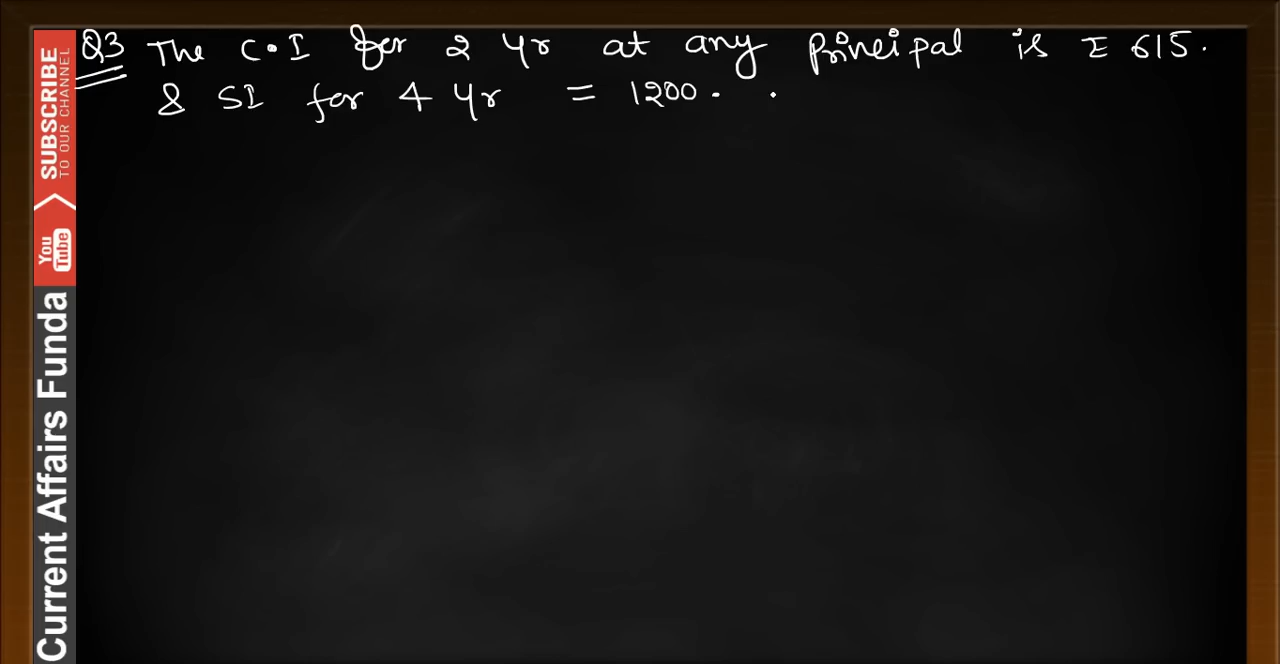 Q3 The C.I for 2 yr at any principal is ₹ 615.
& SI for 4 yr = 1200.
SUBSCRIBE
TO OUR CHANNEL
You Tube
Current Affairs Funda